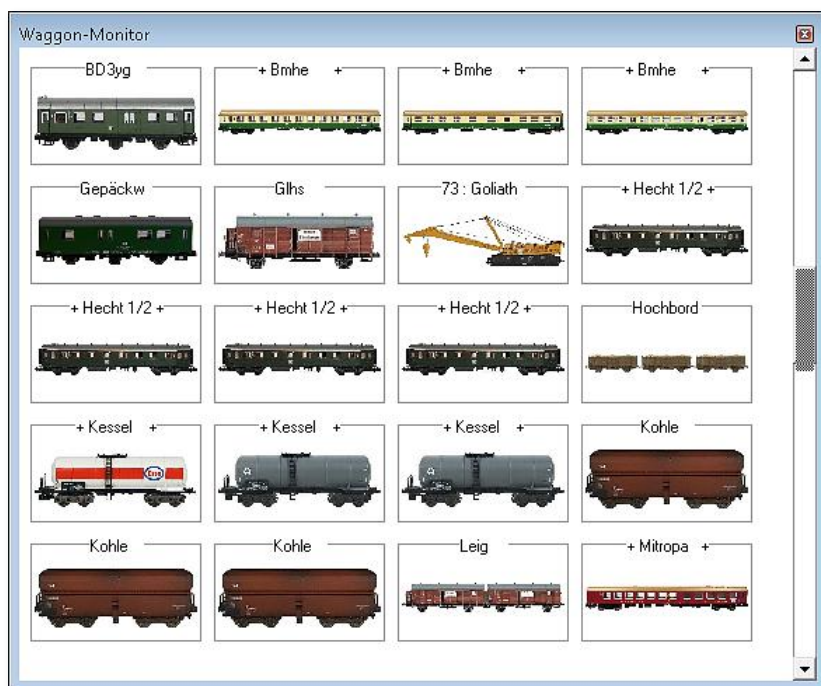 Waggon-Monitor
BD3yg
+ Bmhe +
+ Bmhe +
+ Bmhe +
Gepäckw
Glhs
73 : Goliath
+ Hecht 1/2 +
+ Hecht 1/2 +
+ Hecht 1/2 +
+ Hecht 1/2 +
Hochbord
+ Kessel +
+ Kessel +
+ Kessel +
Kohle
Esso
Kohle
Kohle
Leig
+ Mitropa +